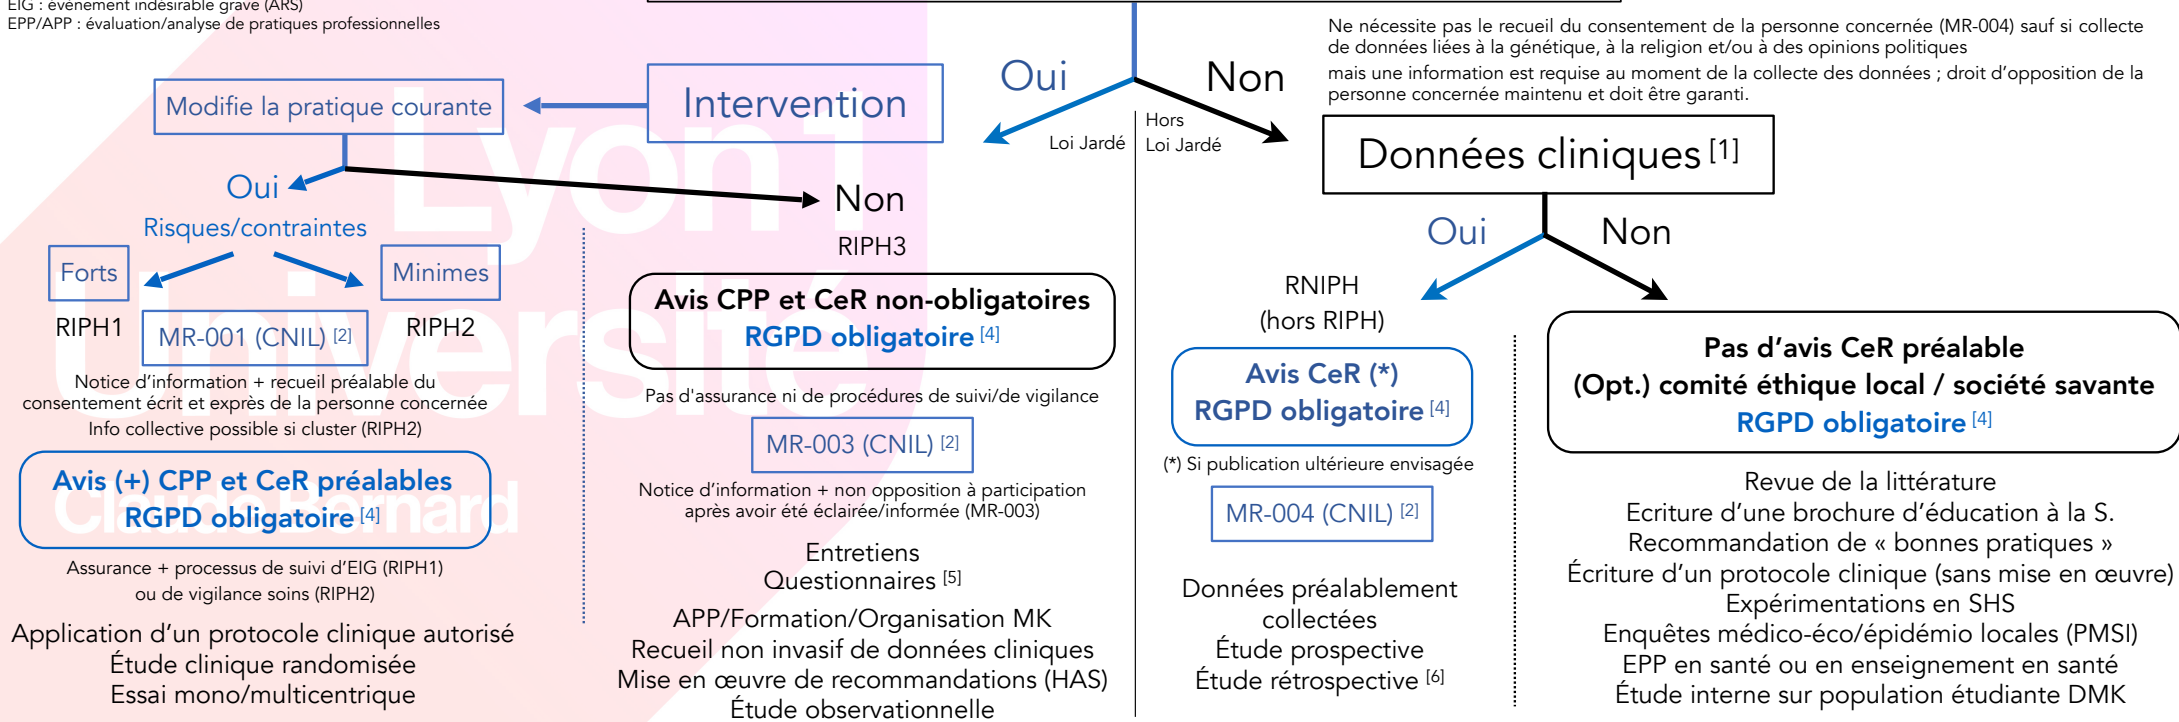 EIG : évènement indésirable grave (ARS)
EPP/APP : évaluation/analyse de pratiques professionnelles
Ne nécessite pas le recueil du consentement de la personne concernée (MR-004) sauf si collecte
de données liées à la génétique, à la religion et/ou à des opinions politiques
mais une information est requise au moment de la collecte des données ; droit d'opposition de la
personne concernée maintenu et doit être garanti.
Oui
Non
Loi Jardé
Hors
Loi Jardé
Intervention
Modifie la pratique courante
Oui
Risques/contraintes
Forts
Minimes
RIPH1
MR-001 (CNIL) [2]
RIPH2
Notice d'information + recueil préalable du
consentement écrit et exprès de la personne concernée
Info collective possible si cluster (RIPH2)
Avis (+) CPP et CeR préalables
RGPD obligatoire [4]
Assurance + processus de suivi d'EIG (RIPH1)
ou de vigilance soins (RIPH2)
Application d'un protocole clinique autorisé
Étude clinique randomisée
Essai mono/multicentrique
Non
RIPH3
Avis CPP et CeR non-obligatoires
RGPD obligatoire [4]
Pas d'assurance ni de procédures de suivi/de vigilance
MR-003 (CNIL) [2]
Notice d'information + non opposition à participation
après avoir été éclairée/informée (MR-003)
Entretiens
Questionnaires [5]
APP/Formation/Organisation MK
Recueil non invasif de données cliniques
Mise en œuvre de recommandations (HAS)
Étude observationnelle
Données cliniques [1]
Oui
Non
RNIPH
(hors RIPH)
Avis CeR (*)
RGPD obligatoire [4]
(*) Si publication ultérieure envisagée
MR-004 (CNIL) [2]
Données préalablement
collectées
Étude prospective
Étude rétrospective [6]
Pas d'avis CeR préalable
(Opt.) comité éthique local / société savante
RGPD obligatoire [4]
Revue de la littérature
Ecriture d'une brochure d'éducation à la S.
Recommandation de « bonnes pratiques »
Écriture d'un protocole clinique (sans mise en œuvre)
Expérimentations en SHS
Enquêtes médico-éco/épidémio locales (PMSI)
EPP en santé ou en enseignement en santé
Étude interne sur population étudiante DMK
Lyon 1
Université
Claude Bernard